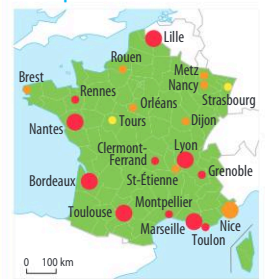 Lille
Rouen
Metz
Brest
Nancy
Rennes
Strasbourg
Orléans
Nantes
Tours
Dijon
Clermont-
Ferrand
Lyon
Grenoble
Bordeaux
St-Étienne
Montpellier
Toulouse
Nice
Marseille
Toulon
0 100 km